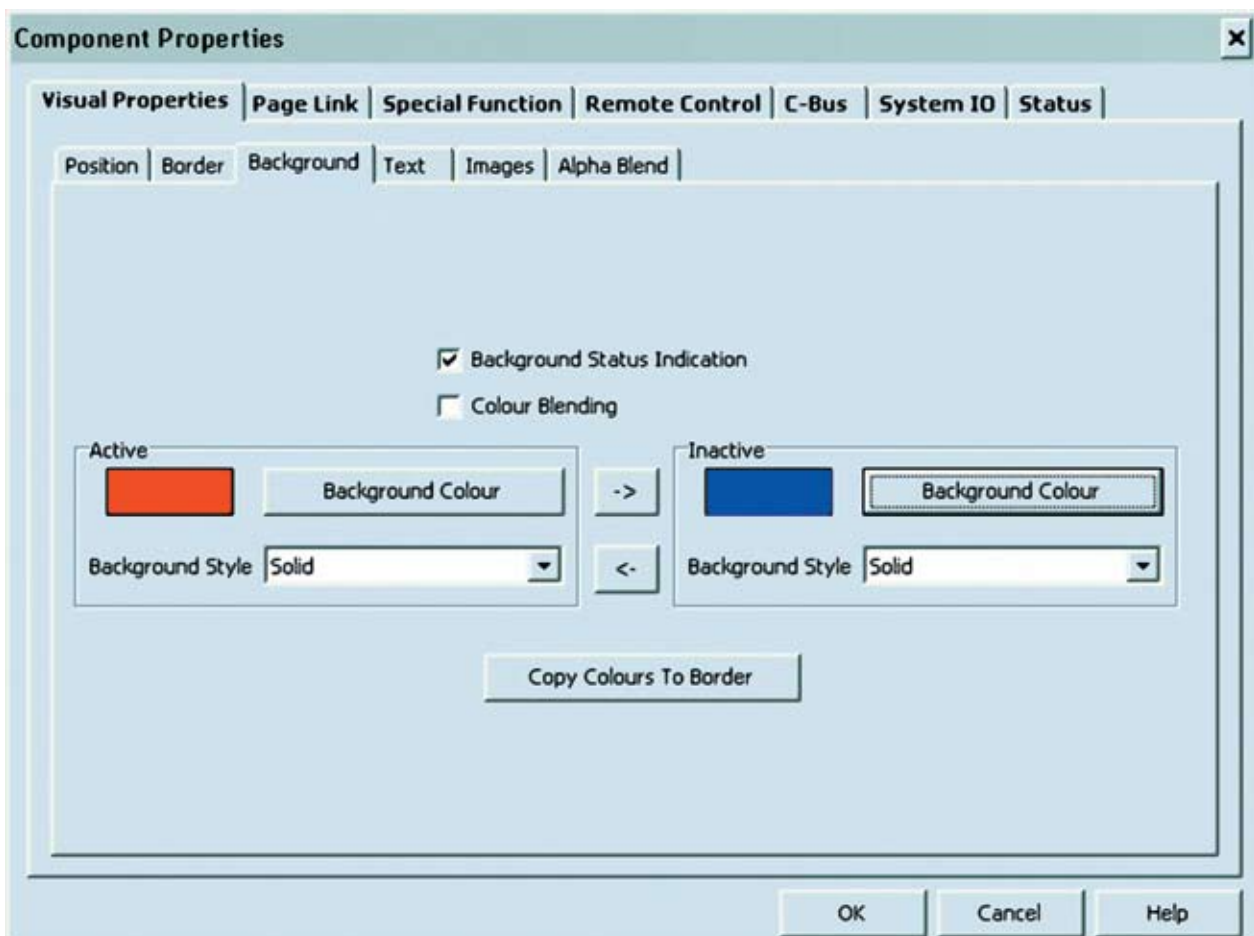 Component Properties
Visual Properties Page Link Special Function Remote Control C-Bus System IO Status
Position Border Background Text Images Alpha Blend
Background Status Indication
Colour Blending
Active
Background Colour
Background Style Solid
->
<-
Inactive
Background Colour
Background Style Solid
Copy Colours To Border
OK Cancel Help